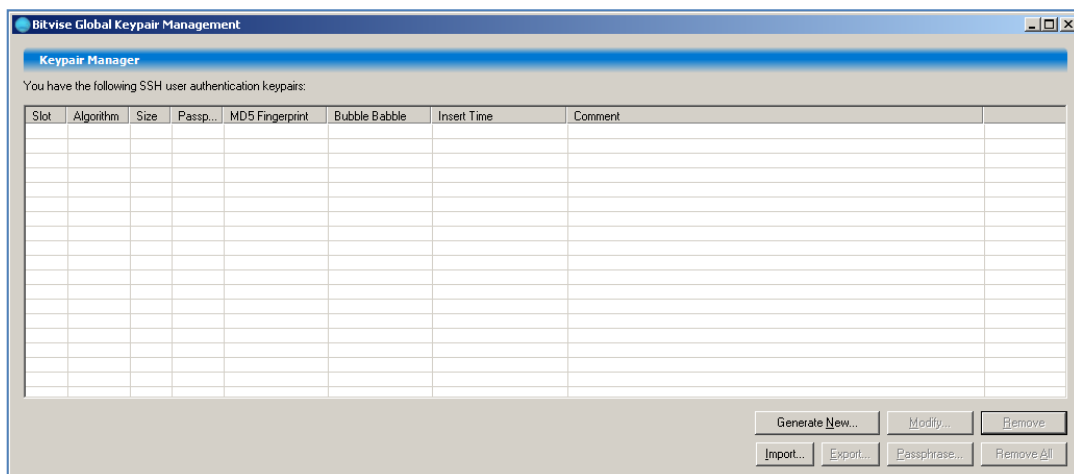 Bitvise Global Keypair Management
Keypair Manager
You have the following SSH user authentication keypairs:
Slot Algorithm Size Passp... MD5 Fingerprint Bubble Babble Insert Time Comment
Generate New... Modify... Remove
Import... Export... Passphrase... Remove All